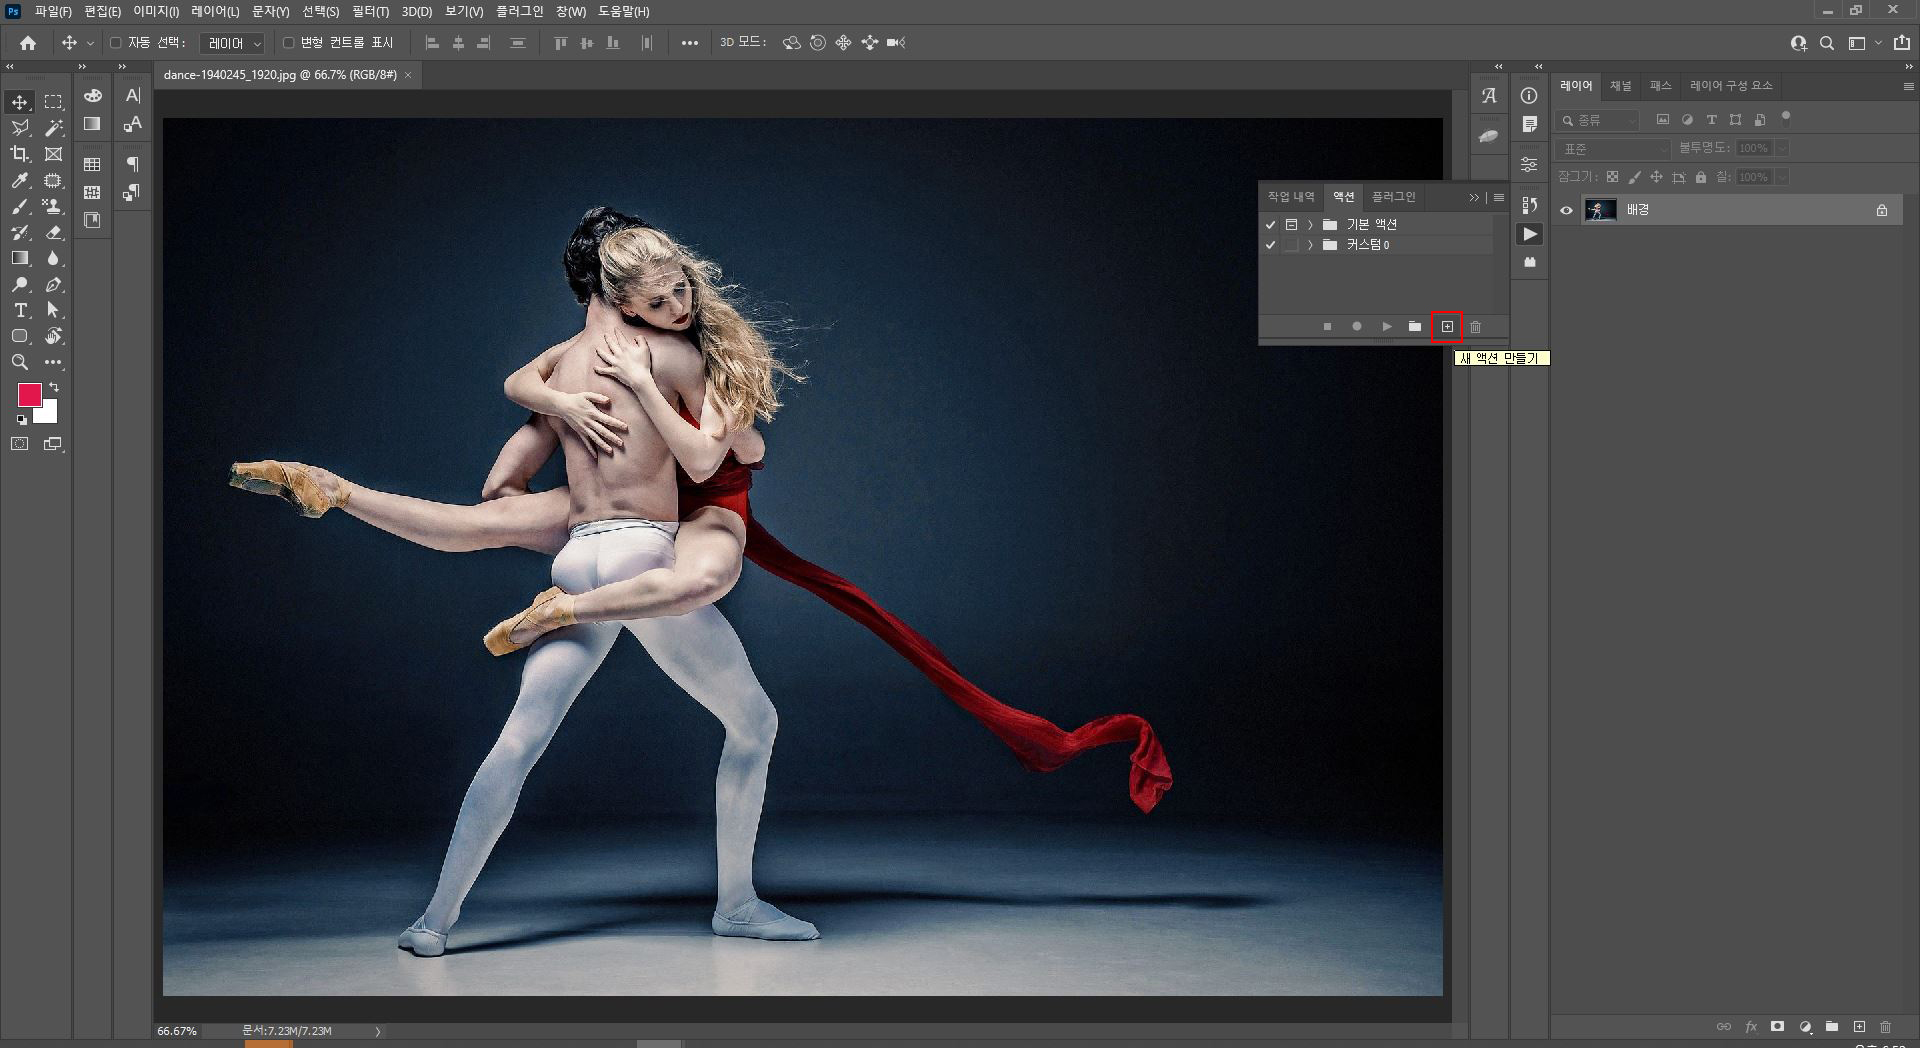 Ps 파일(F) 편집(E) 이미지(I) 레이어(L) 문자(Y) 선택(S) 필터(T) 3D(D) 보기(V) 플러그인 창(W) 도움말(H)
자동 선택: 레이어 변형 컨트롤 표시 3D 모드:
dance-1940245_1920.jpg @ 66.7% (RGB/8#) ×
레이어 채널 패스 레이어 구성 요소
종류
표준 불투명도: 100%
잠그기: 칠: 100%
배경
작업 내역 액션 플러그인
기본 액션
커스텀0
새 액션 만들기
66.67% 문서:7.23M/7.23M
fx